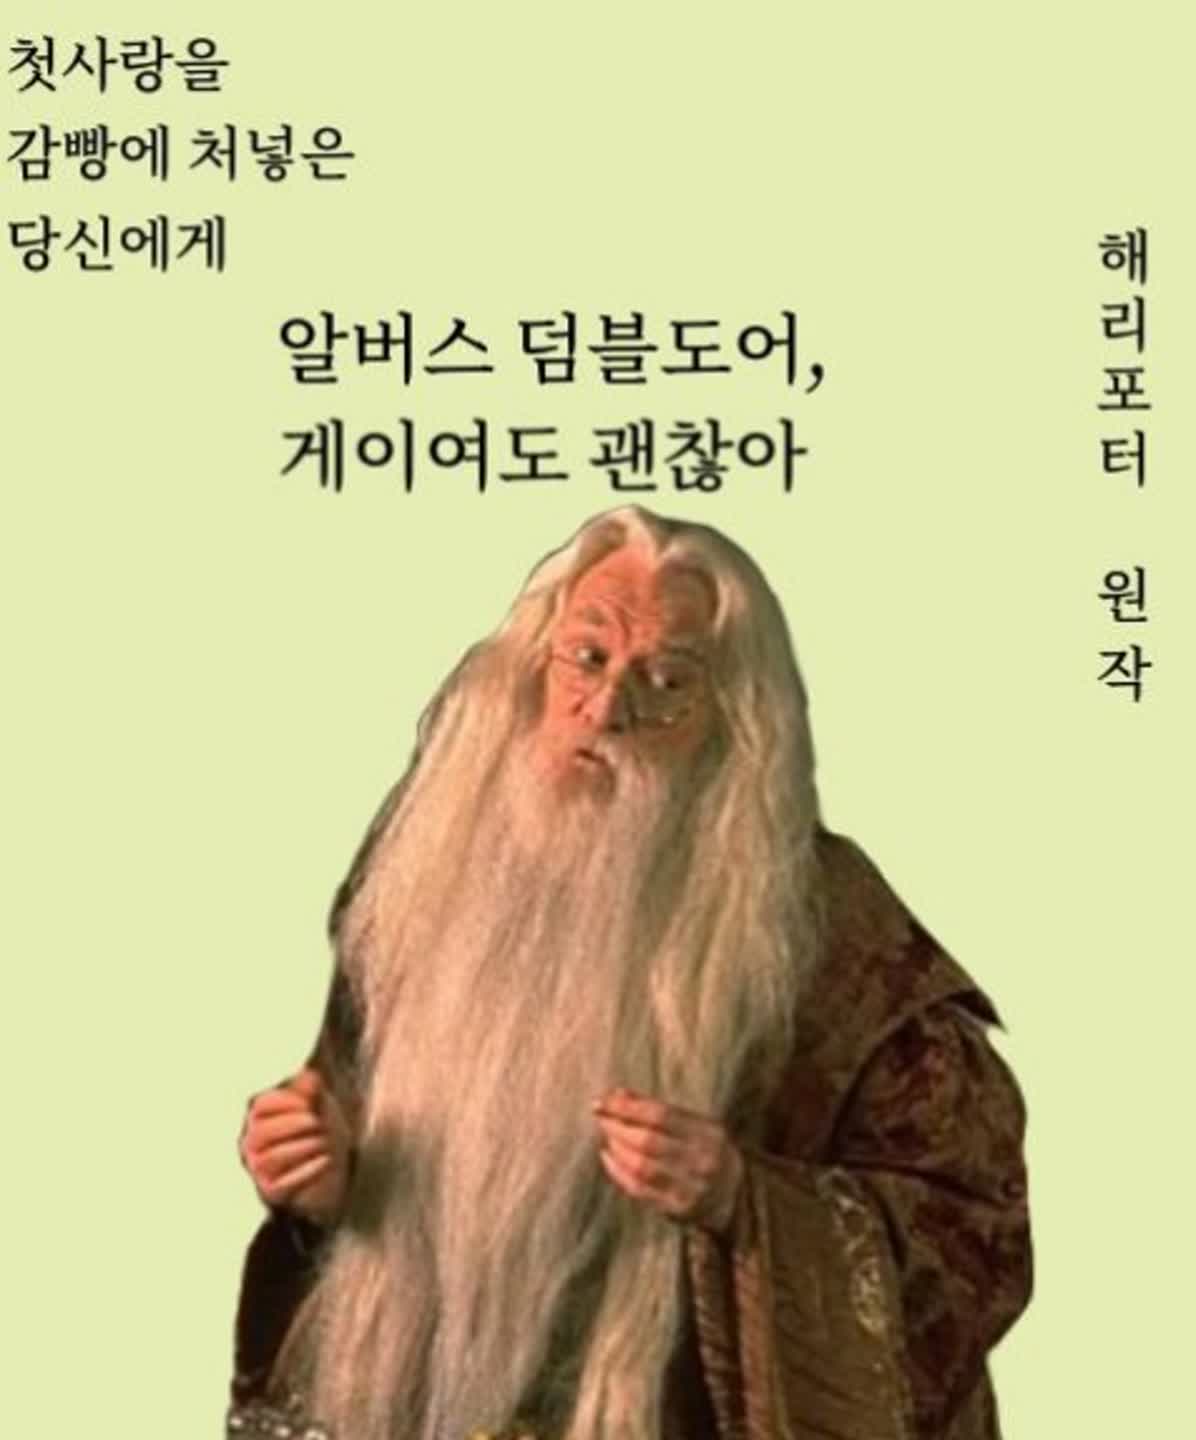 첫사랑을
감빵에 처넣은
당신에게
알버스 덤블도어,
게이여도 괜찮아
해리포터 원작